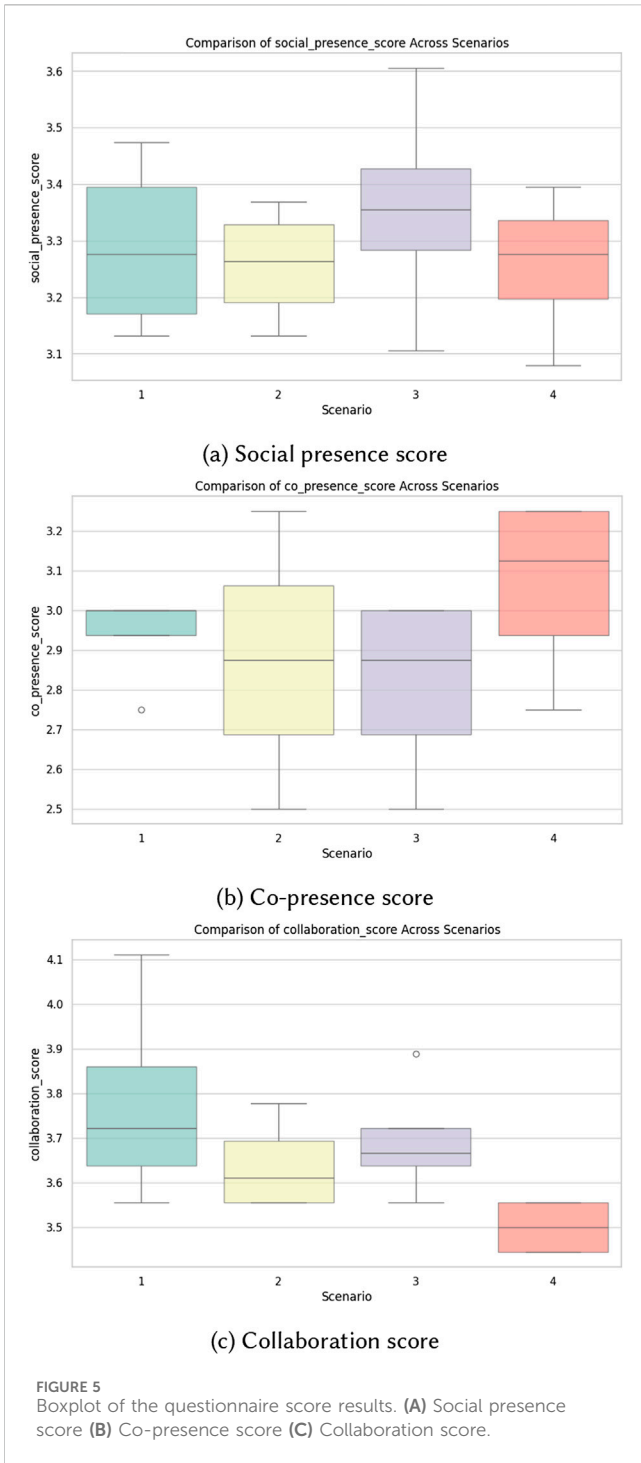 Comparison of social_presence_score Across Scenarios
3.6
3.5
3.4
3.3
3.2
3.1
social_presence_score
1 2 3 4
Scenario
(a) Social presence score
Comparison of co_presence_score Across Scenarios
3.2
3.1
3.0
2.9
2.8
2.7
2.6
2.5
co_presence_score
1 2 3 4
Scenario
(b) Co-presence score
Comparison of collaboration_score Across Scenarios
4.1
4.0
3.9
3.8
3.7
3.6
3.5
collaboration_score
1 2 3 4
Scenario
(c) Collaboration score
FIGURE 5
Boxplot of the questionnaire score results. (A) Social presence
score (B) Co-presence score (C) Collaboration score.